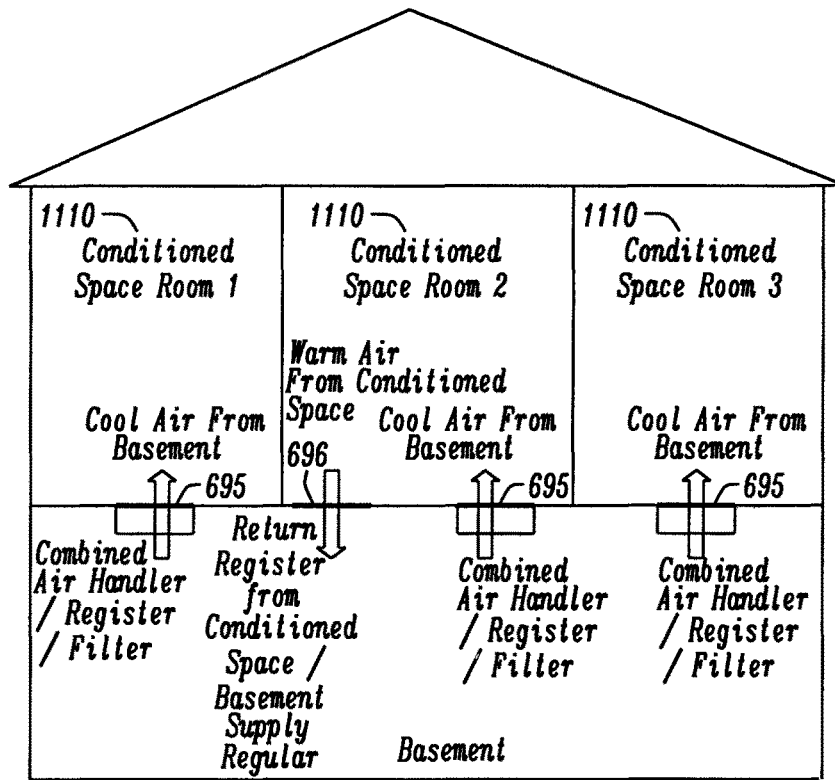 1110
Conditioned
Space Room 1
1110
Conditioned
Space Room 2
1110
Conditioned
Space Room 3
Warm Air
From Conditioned
Space
Cool Air From
Basement
695
696
Cool Air From
Basement
695
Cool Air From
Basement
695
Combined
Air Handler
/ Register
/ Filter
Return
Register
from
Conditioned
Space /
Basement
Supply
Regular
Combined
Air Handler
/ Register
/ Filter
Combined
Air Handler
/ Register
/ Filter
Basement